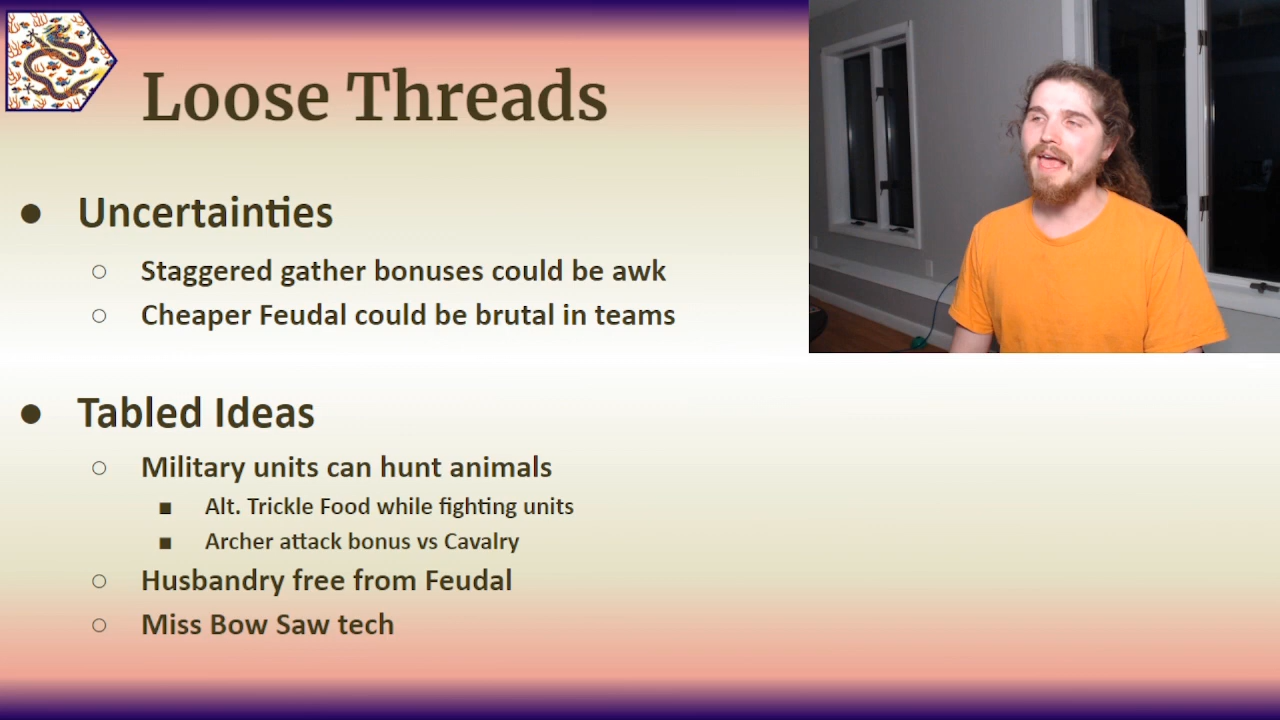 Loose Threads
● Uncertainties
○ Staggered gather bonuses could be awk
○ Cheaper Feudal could be brutal in teams
● Tabled Ideas
○ Military units can hunt animals
■ Alt. Trickle Food while fighting units
■ Archer attack bonus vs Cavalry
○ Husbandry free from Feudal
○ Miss Bow Saw tech